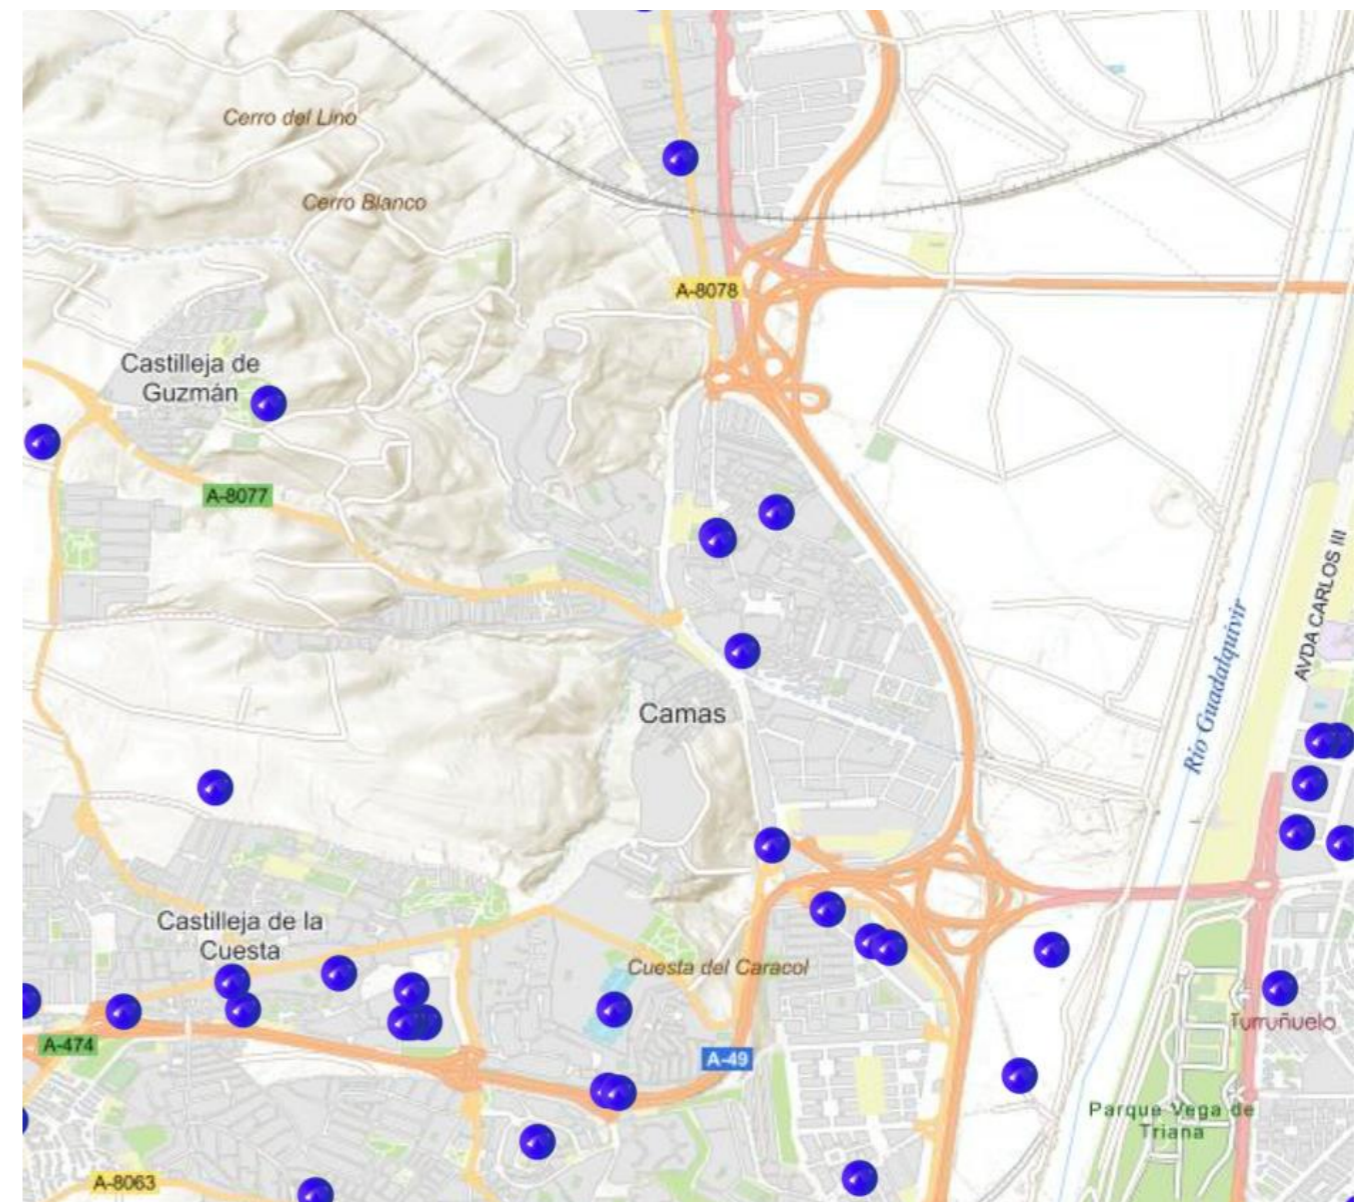 Cerro del Lino
Cerro Blanco
A-8078
Castilleja de
Guzmán
A-8077
AVDA CARLOS III
Río Guadalquivir
Camas
Castilleja de la
Cuesta
Cuesta del Caracol
Turruñuelo
A-474
A-49
Parque Vega de
Triana
A-8063